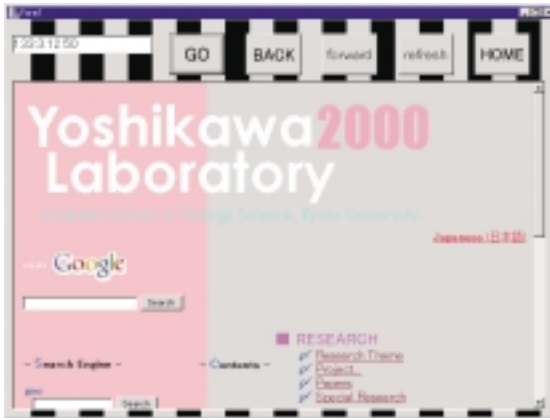 GO BACK forward refresh HOME
Yoshikawa2000
Laboratory
Graduate School of Energy Science, Kyoto University
Japanese (日本語)
Google
Search
RESEARCH
- Search Engine - - Contents - Research Theme
Project..
Papers
goo Special Research
Search